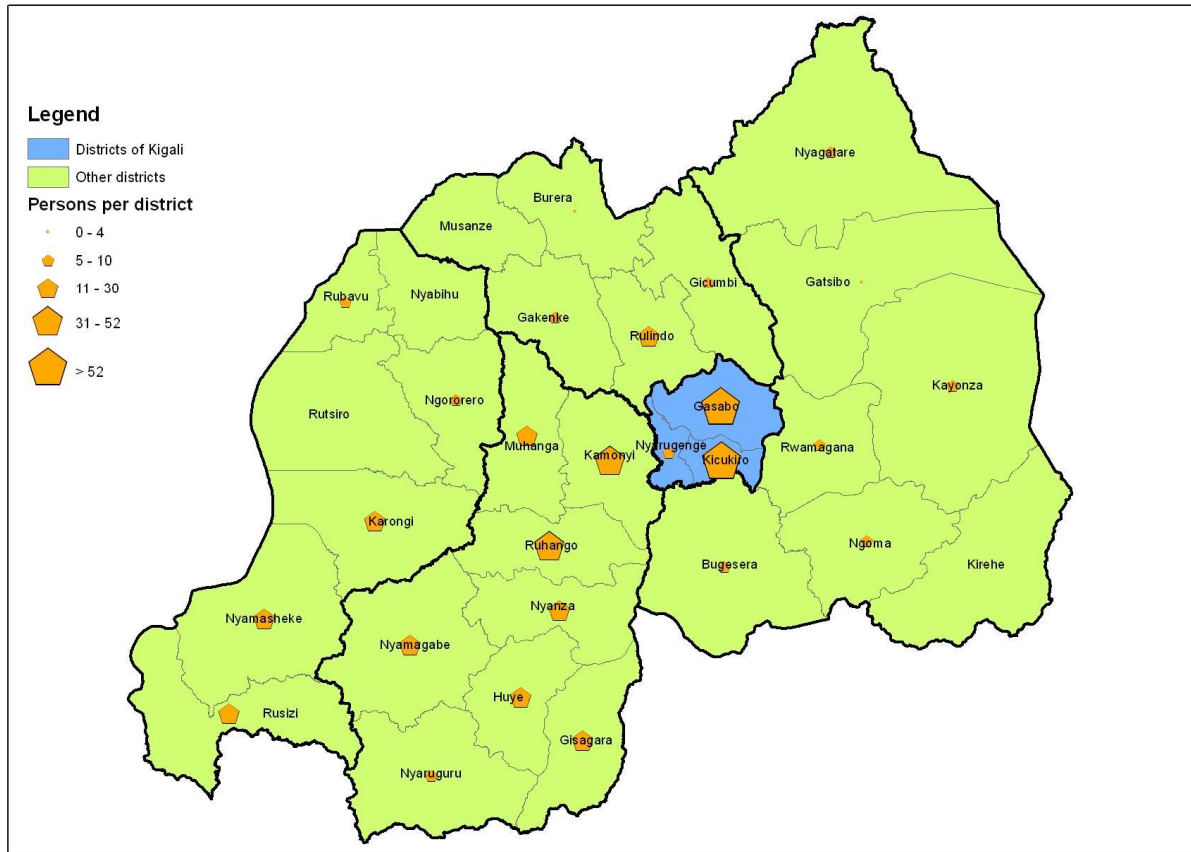 Legend
Districts of Kigali
Other districts
Persons per district
0 - 4
5 - 10
11 - 30
31 - 52
> 52
Nyagatare
Burera
Musanze
Gicumbi
Gatsibo
Rubavu
Nyabihu
Gakenke
Rulindo
Kayonza
Ngororero
Gasabo
Rutsiro
Muhanga
Nyarugenge
Rwamagana
Kamonyi
Kicukiro
Karongi
Ruhango
Ngoma
Bugesera
Kirehe
Nyanza
Nyamasheke
Nyamagabe
Huye
Rusizi
Gisagara
Nyaruguru